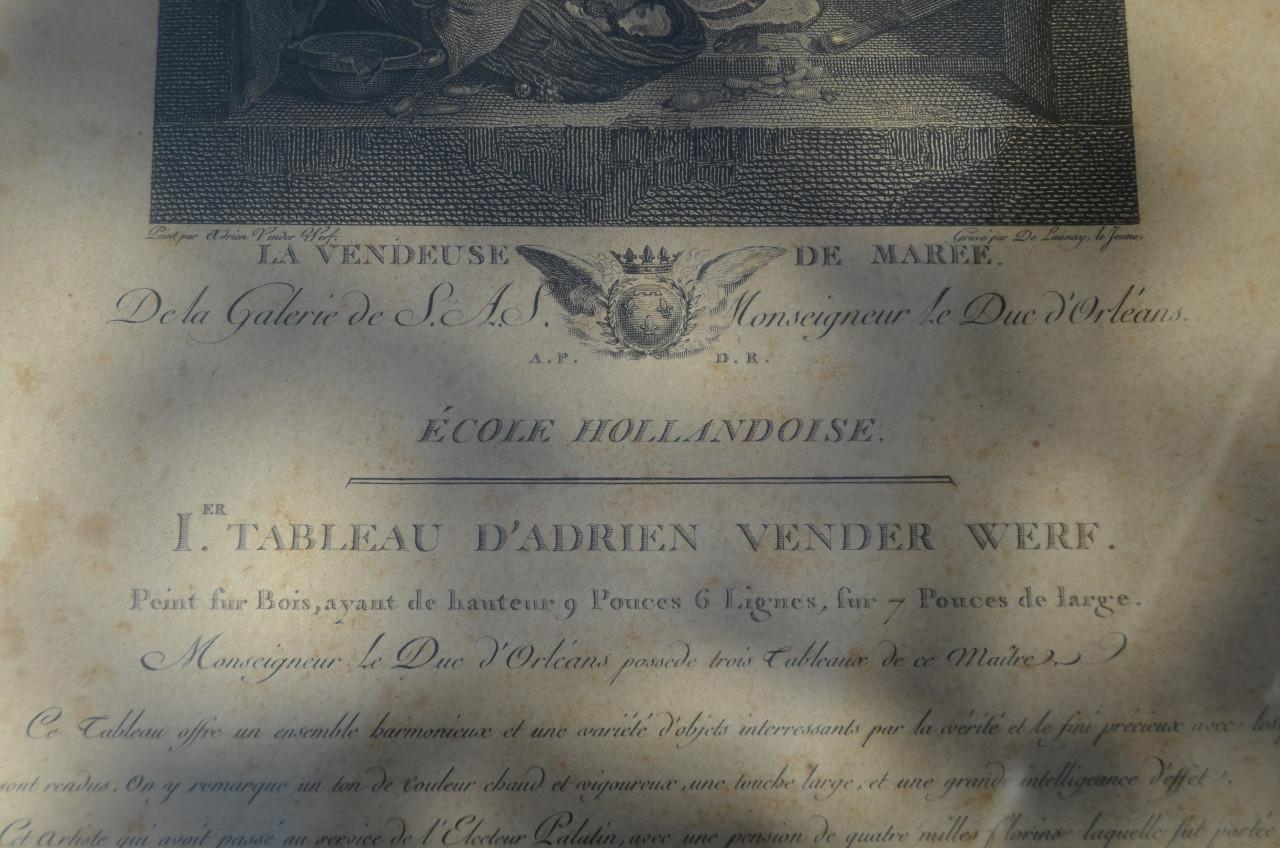 Peint par Adrien Vender Werf. Gravé par De Launay, le Jeune.
LA VENDEUSE DE MARÉE.
De la Galerie de S.A.S. Monseigneur le Duc d'Orléans.
A.P. D.R.
ÉCOLE HOLLANDOISE.
I.ER TABLEAU D'ADRIEN VENDER WERF.
Peint sur Bois, ayant de hauteur 9 Pouces 6 Lignes, sur 7 Pouces de large.
Monseigneur le Duc d'Orléans possede trois Tableaux de ce Maître.
Ce Tableau offre un ensemble harmonieux et une variété d'objets interressants par la vérité et le fini précieux avec
sont rendus. On y remarque un ton de couleur chaud et vigoureux, une touche large, et une grande intelligeance d'effet.
Cet Artiste qui avoit passé au service de l'Electeur Palatin, avec une pension de quatre milles florins laquelle fut portée